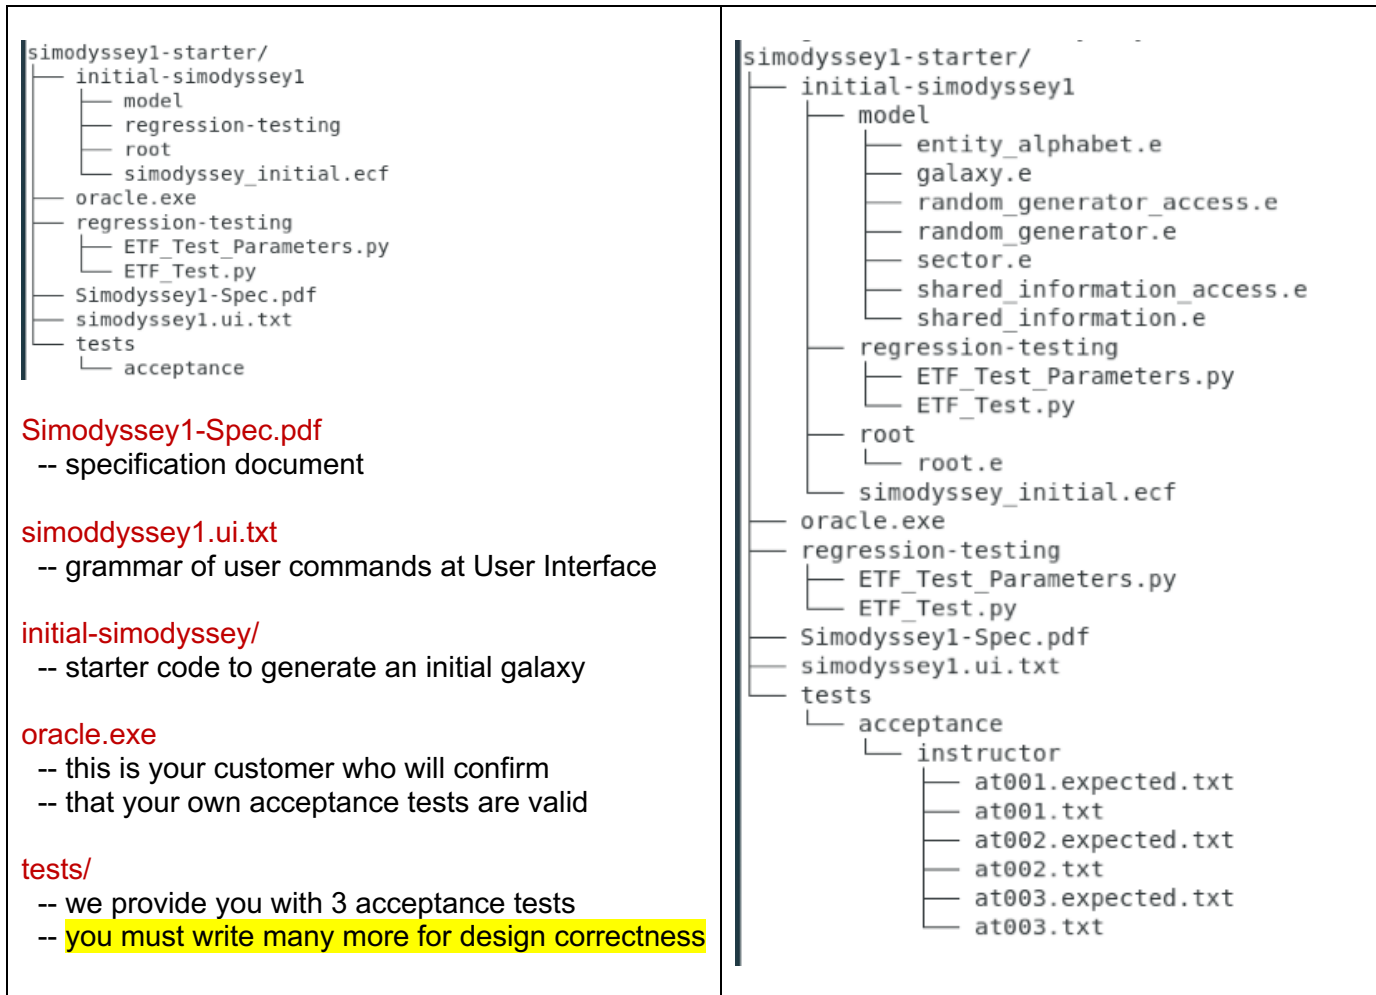 simodyssey1-starter/
├── initial-simodyssey1
│   ├── model
│   ├── regression-testing
│   ├── root
│   └── simodyssey_initial.ecf
├── oracle.exe
├── regression-testing
│   ├── ETF_Test_Parameters.py
│   └── ETF_Test.py
├── Simodyssey1-Spec.pdf
├── simodyssey1.ui.txt
└── tests
    └── acceptance
Simodyssey1-Spec.pdf
-- specification document
simoddyssey1.ui.txt
-- grammar of user commands at User Interface
initial-simodyssey/
-- starter code to generate an initial galaxy
oracle.exe
-- this is your customer who will confirm
-- that your own acceptance tests are valid
tests/
-- we provide you with 3 acceptance tests
-- you must write many more for design correctness
simodyssey1-starter/
├── initial-simodyssey1
│   ├── model
│   │   ├── entity_alphabet.e
│   │   ├── galaxy.e
│   │   ├── random_generator_access.e
│   │   ├── random_generator.e
│   │   ├── sector.e
│   │   ├── shared_information_access.e
│   │   └── shared_information.e
│   ├── regression-testing
│   │   ├── ETF_Test_Parameters.py
│   │   └── ETF_Test.py
│   ├── root
│   │   └── root.e
│   └── simodyssey_initial.ecf
├── oracle.exe
├── regression-testing
│   ├── ETF_Test_Parameters.py
│   └── ETF_Test.py
├── Simodyssey1-Spec.pdf
├── simodyssey1.ui.txt
└── tests
    └── acceptance
        └── instructor
            ├── at001.expected.txt
            ├── at001.txt
            ├── at002.expected.txt
            ├── at002.txt
            ├── at003.expected.txt
            └── at003.txt